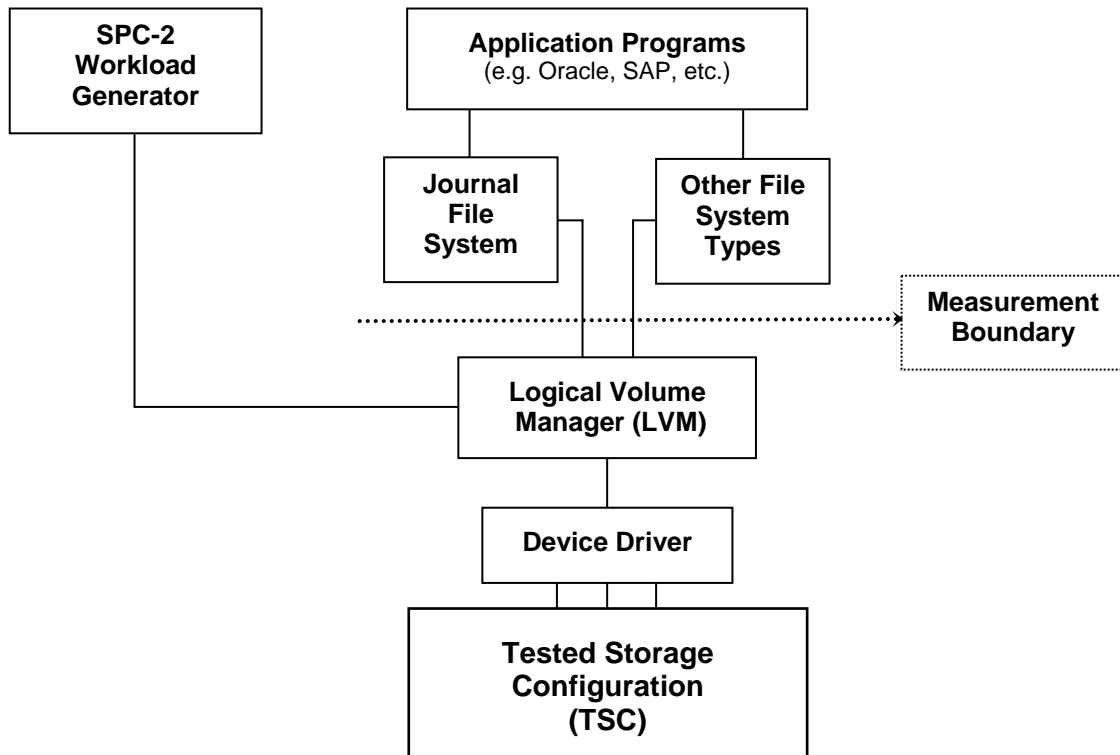 SPC-2
Workload
Generator
Application Programs
(e.g. Oracle, SAP, etc.)
Journal
File
System
Other File
System
Types
Measurement
Boundary
Logical Volume
Manager (LVM)
Device Driver
Tested Storage
Configuration
(TSC)